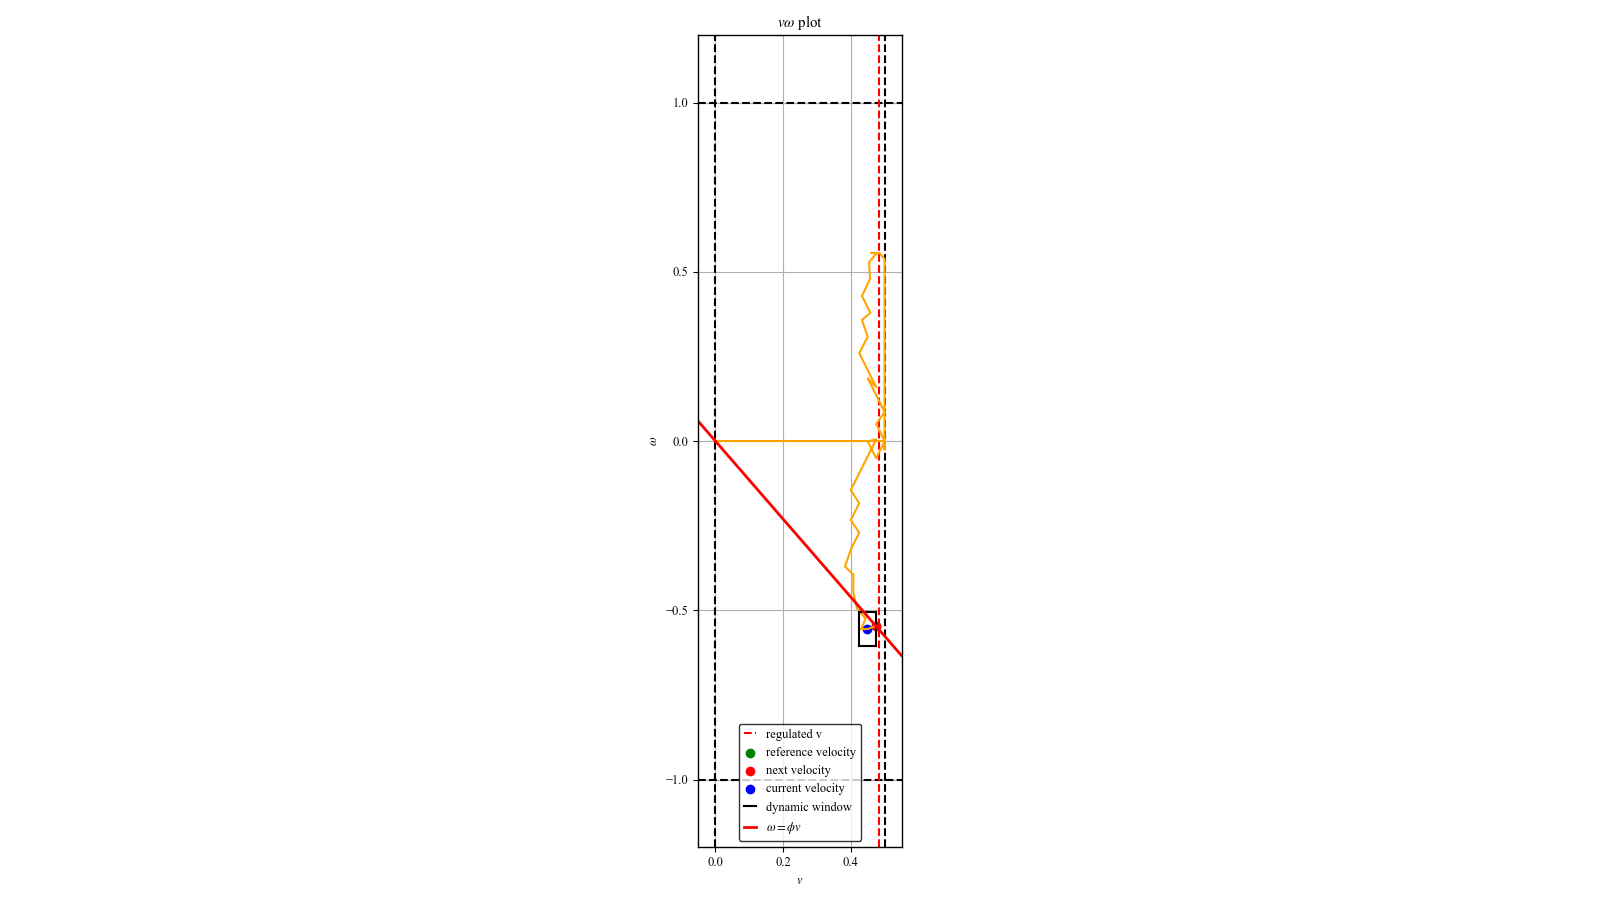 vω plot
1.0
0.5
0.0
−0.5
−1.0
ω
0.0 0.2 0.4
v
regulated v
reference velocity
next velocity
current velocity
dynamic window
ω = ϕv